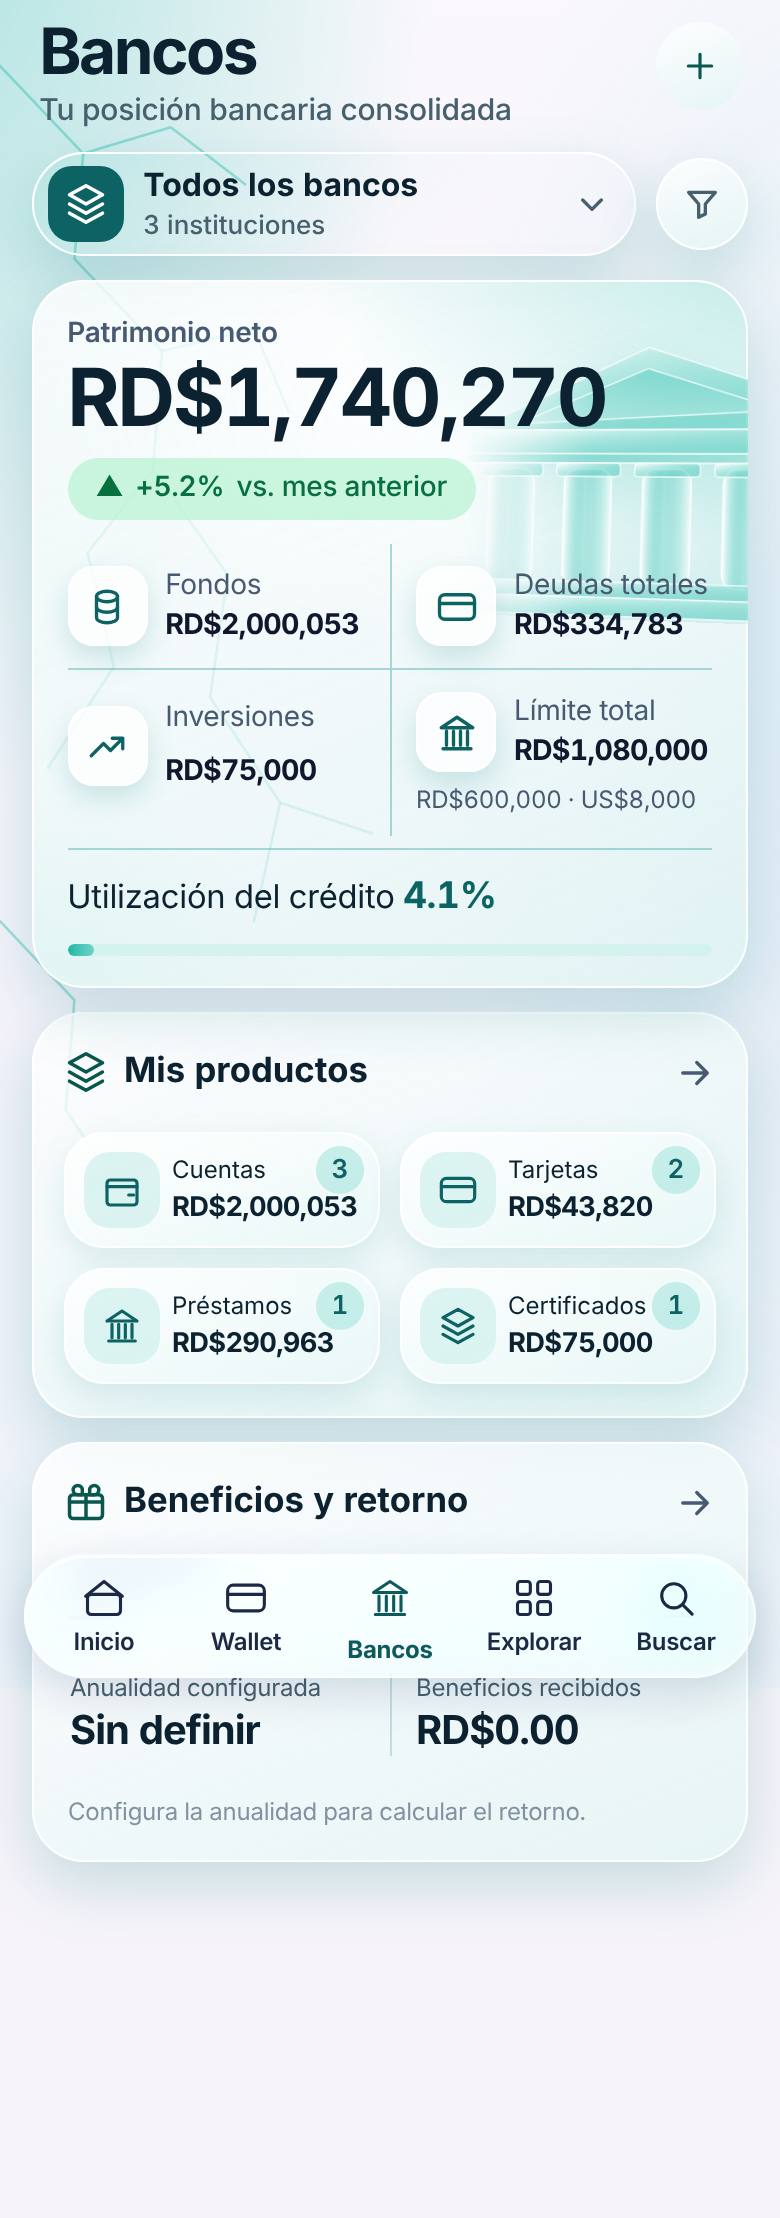 Bancos
Tu posición bancaria consolidada
Todos los bancos
3 instituciones
Patrimonio neto
RD$1,740,270
▲ +5.2% vs. mes anterior
Fondos
RD$2,000,053
Deudas totales
RD$334,783
Inversiones
RD$75,000
Límite total
RD$1,080,000
RD$600,000 · US$8,000
Utilización del crédito 4.1%
Mis productos
Cuentas 3
RD$2,000,053
Tarjetas 2
RD$43,820
Préstamos 1
RD$290,963
Certificados 1
RD$75,000
Beneficios y retorno
Inicio
Wallet
Bancos
Explorar
Buscar
Anualidad configurada
Sin definir
Beneficios recibidos
RD$0.00
Configura la anualidad para calcular el retorno.